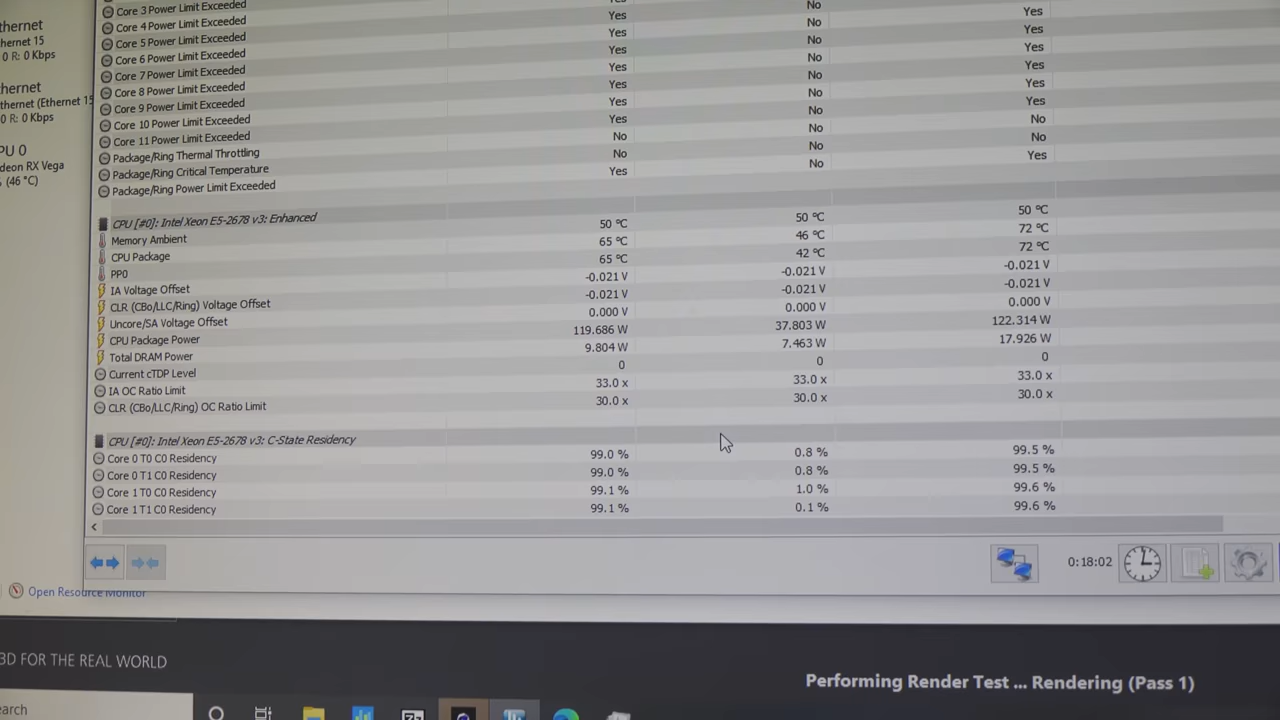 Core 3 Power Limit Exceeded Yes No
Core 4 Power Limit Exceeded Yes No Yes
Core 5 Power Limit Exceeded Yes No Yes
Core 6 Power Limit Exceeded Yes No Yes
Core 7 Power Limit Exceeded Yes No Yes
Core 8 Power Limit Exceeded Yes No Yes
Core 9 Power Limit Exceeded Yes No Yes
Core 10 Power Limit Exceeded Yes No
Core 11 Power Limit Exceeded
Package/Ring Thermal Throttling No No No
Package/Ring Critical Temperature No No No
Package/Ring Power Limit Exceeded Yes No Yes
CPU [#0]: Intel Xeon E5-2678 v3: Enhanced
Memory Ambient 50 °C 50 °C 50 °C
CPU Package 65 °C 46 °C 72 °C
PP0 65 °C 42 °C 72 °C
IA Voltage Offset -0.021 V -0.021 V -0.021 V
CLR (CBo/LLC/Ring) Voltage Offset -0.021 V -0.021 V -0.021 V
Uncore/SA Voltage Offset 0.000 V 0.000 V 0.000 V
CPU Package Power 119.686 W 37.803 W 122.314 W
Total DRAM Power 9.804 W 7.463 W 17.926 W
Current cTDP Level 0 0 0
IA OC Ratio Limit 33.0 x 33.0 x 33.0 x
CLR (CBo/LLC/Ring) OC Ratio Limit 30.0 x 30.0 x 30.0 x
CPU [#0]: Intel Xeon E5-2678 v3: C-State Residency
Core 0 T0 C0 Residency 99.0 % 0.8 % 99.5 %
Core 0 T1 C0 Residency 99.0 % 0.8 % 99.5 %
Core 1 T0 C0 Residency 99.1 % 1.0 % 99.6 %
Core 1 T1 C0 Residency 99.1 % 0.1 % 99.6 %
0:18:02
thernet
hernet 15
0 R: 0 Kbps
hernet
thernet (Ethernet 15
0 R: 0 Kbps
PU 0
deon RX Vega
(46 °C)
Open Resource Monitor
3D FOR THE REAL WORLD
Performing Render Test ... Rendering (Pass 1)
earch